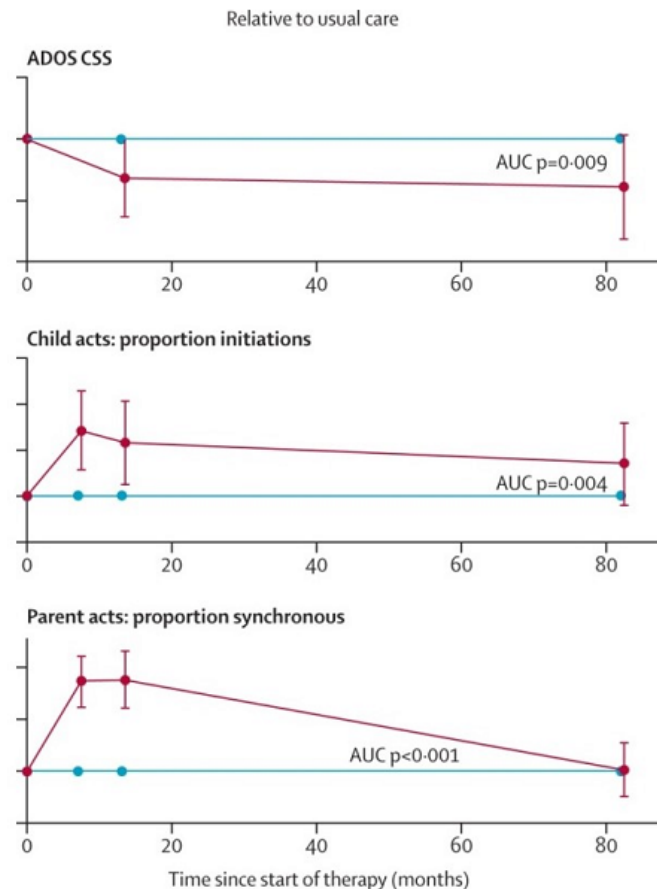 Relative to usual care
ADOS CSS
AUC p=0·009
0 20 40 60 80
Child acts: proportion initiations
AUC p=0·004
0 20 40 60 80
Parent acts: proportion synchronous
AUC p<0·001
0 20 40 60 80
Time since start of therapy (months)